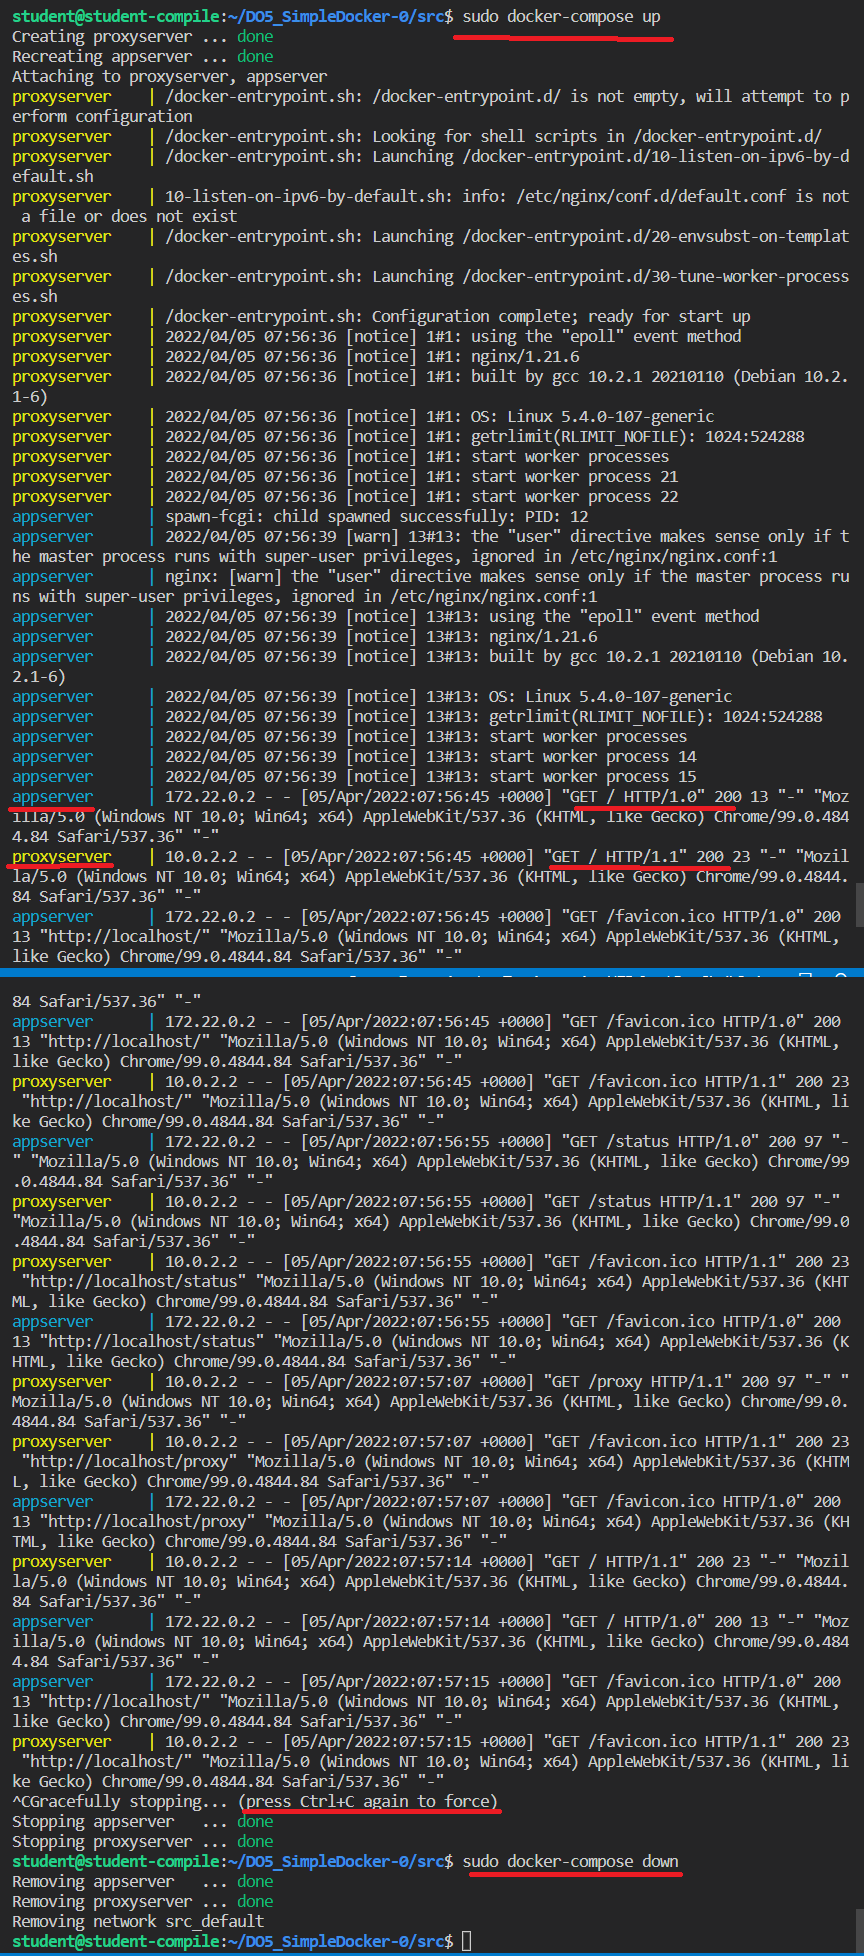 student@student-compile:~/DO5_SimpleDocker-0/src$ sudo docker-compose up
Creating proxyserver ... done
Recreating appserver ... done
Attaching to proxyserver, appserver
proxyserver    | /docker-entrypoint.sh: /docker-entrypoint.d/ is not empty, will attempt to p
erform configuration
proxyserver    | /docker-entrypoint.sh: Looking for shell scripts in /docker-entrypoint.d/
proxyserver    | /docker-entrypoint.sh: Launching /docker-entrypoint.d/10-listen-on-ipv6-by-d
efault.sh
proxyserver    | 10-listen-on-ipv6-by-default.sh: info: /etc/nginx/conf.d/default.conf is not
 a file or does not exist
proxyserver    | /docker-entrypoint.sh: Launching /docker-entrypoint.d/20-envsubst-on-templat
es.sh
proxyserver    | /docker-entrypoint.sh: Launching /docker-entrypoint.d/30-tune-worker-process
es.sh
proxyserver    | /docker-entrypoint.sh: Configuration complete; ready for start up
proxyserver    | 2022/04/05 07:56:36 [notice] 1#1: using the "epoll" event method
proxyserver    | 2022/04/05 07:56:36 [notice] 1#1: nginx/1.21.6
proxyserver    | 2022/04/05 07:56:36 [notice] 1#1: built by gcc 10.2.1 20210110 (Debian 10.2.
1-6)
proxyserver    | 2022/04/05 07:56:36 [notice] 1#1: OS: Linux 5.4.0-107-generic
proxyserver    | 2022/04/05 07:56:36 [notice] 1#1: getrlimit(RLIMIT_NOFILE): 1024:524288
proxyserver    | 2022/04/05 07:56:36 [notice] 1#1: start worker processes
proxyserver    | 2022/04/05 07:56:36 [notice] 1#1: start worker process 21
proxyserver    | 2022/04/05 07:56:36 [notice] 1#1: start worker process 22
appserver      | spawn-fcgi: child spawned successfully: PID: 12
appserver      | 2022/04/05 07:56:39 [warn] 13#13: the "user" directive makes sense only if t
he master process runs with super-user privileges, ignored in /etc/nginx/nginx.conf:1
appserver      | nginx: [warn] the "user" directive makes sense only if the master process ru
ns with super-user privileges, ignored in /etc/nginx/nginx.conf:1
appserver      | 2022/04/05 07:56:39 [notice] 13#13: using the "epoll" event method
appserver      | 2022/04/05 07:56:39 [notice] 13#13: nginx/1.21.6
appserver      | 2022/04/05 07:56:39 [notice] 13#13: built by gcc 10.2.1 20210110 (Debian 10.
2.1-6)
appserver      | 2022/04/05 07:56:39 [notice] 13#13: OS: Linux 5.4.0-107-generic
appserver      | 2022/04/05 07:56:39 [notice] 13#13: getrlimit(RLIMIT_NOFILE): 1024:524288
appserver      | 2022/04/05 07:56:39 [notice] 13#13: start worker processes
appserver      | 2022/04/05 07:56:39 [notice] 13#13: start worker process 14
appserver      | 2022/04/05 07:56:39 [notice] 13#13: start worker process 15
appserver      | 172.22.0.2 - - [05/Apr/2022:07:56:45 +0000] "GET / HTTP/1.0" 200 13 "-" "Moz
illa/5.0 (Windows NT 10.0; Win64; x64) AppleWebKit/537.36 (KHTML, like Gecko) Chrome/99.0.484
4.84 Safari/537.36" "-"
proxyserver    | 10.0.2.2 - - [05/Apr/2022:07:56:45 +0000] "GET / HTTP/1.1" 200 23 "-" "Mozil
la/5.0 (Windows NT 10.0; Win64; x64) AppleWebKit/537.36 (KHTML, like Gecko) Chrome/99.0.4844.
84 Safari/537.36" "-"
appserver      | 172.22.0.2 - - [05/Apr/2022:07:56:45 +0000] "GET /favicon.ico HTTP/1.0" 200
13 "http://localhost/" "Mozilla/5.0 (Windows NT 10.0; Win64; x64) AppleWebKit/537.36 (KHTML,
like Gecko) Chrome/99.0.4844.84 Safari/537.36" "-"
84 Safari/537.36" "-"
appserver      | 172.22.0.2 - - [05/Apr/2022:07:56:45 +0000] "GET /favicon.ico HTTP/1.0" 200
13 "http://localhost/" "Mozilla/5.0 (Windows NT 10.0; Win64; x64) AppleWebKit/537.36 (KHTML,
like Gecko) Chrome/99.0.4844.84 Safari/537.36" "-"
proxyserver    | 10.0.2.2 - - [05/Apr/2022:07:56:45 +0000] "GET /favicon.ico HTTP/1.1" 200 23
 "http://localhost/" "Mozilla/5.0 (Windows NT 10.0; Win64; x64) AppleWebKit/537.36 (KHTML, li
ke Gecko) Chrome/99.0.4844.84 Safari/537.36" "-"
appserver      | 172.22.0.2 - - [05/Apr/2022:07:56:55 +0000] "GET /status HTTP/1.0" 200 97 "-
" "Mozilla/5.0 (Windows NT 10.0; Win64; x64) AppleWebKit/537.36 (KHTML, like Gecko) Chrome/99
.0.4844.84 Safari/537.36" "-"
proxyserver    | 10.0.2.2 - - [05/Apr/2022:07:56:55 +0000] "GET /status HTTP/1.1" 200 97 "-"
"Mozilla/5.0 (Windows NT 10.0; Win64; x64) AppleWebKit/537.36 (KHTML, like Gecko) Chrome/99.0
.4844.84 Safari/537.36" "-"
proxyserver    | 10.0.2.2 - - [05/Apr/2022:07:56:55 +0000] "GET /favicon.ico HTTP/1.1" 200 23
 "http://localhost/status" "Mozilla/5.0 (Windows NT 10.0; Win64; x64) AppleWebKit/537.36 (KHT
ML, like Gecko) Chrome/99.0.4844.84 Safari/537.36" "-"
appserver      | 172.22.0.2 - - [05/Apr/2022:07:56:55 +0000] "GET /favicon.ico HTTP/1.0" 200
13 "http://localhost/status" "Mozilla/5.0 (Windows NT 10.0; Win64; x64) AppleWebKit/537.36 (K
HTML, like Gecko) Chrome/99.0.4844.84 Safari/537.36" "-"
proxyserver    | 10.0.2.2 - - [05/Apr/2022:07:57:07 +0000] "GET /proxy HTTP/1.1" 200 97 "-" "
Mozilla/5.0 (Windows NT 10.0; Win64; x64) AppleWebKit/537.36 (KHTML, like Gecko) Chrome/99.0.
4844.84 Safari/537.36" "-"
proxyserver    | 10.0.2.2 - - [05/Apr/2022:07:57:07 +0000] "GET /favicon.ico HTTP/1.1" 200 23
 "http://localhost/proxy" "Mozilla/5.0 (Windows NT 10.0; Win64; x64) AppleWebKit/537.36 (KHTM
L, like Gecko) Chrome/99.0.4844.84 Safari/537.36" "-"
appserver      | 172.22.0.2 - - [05/Apr/2022:07:57:07 +0000] "GET /favicon.ico HTTP/1.0" 200
13 "http://localhost/proxy" "Mozilla/5.0 (Windows NT 10.0; Win64; x64) AppleWebKit/537.36 (KH
TML, like Gecko) Chrome/99.0.4844.84 Safari/537.36" "-"
proxyserver    | 10.0.2.2 - - [05/Apr/2022:07:57:14 +0000] "GET / HTTP/1.1" 200 23 "-" "Mozil
la/5.0 (Windows NT 10.0; Win64; x64) AppleWebKit/537.36 (KHTML, like Gecko) Chrome/99.0.4844.
84 Safari/537.36" "-"
appserver      | 172.22.0.2 - - [05/Apr/2022:07:57:14 +0000] "GET / HTTP/1.0" 200 13 "-" "Moz
illa/5.0 (Windows NT 10.0; Win64; x64) AppleWebKit/537.36 (KHTML, like Gecko) Chrome/99.0.484
4.84 Safari/537.36" "-"
appserver      | 172.22.0.2 - - [05/Apr/2022:07:57:15 +0000] "GET /favicon.ico HTTP/1.0" 200
13 "http://localhost/" "Mozilla/5.0 (Windows NT 10.0; Win64; x64) AppleWebKit/537.36 (KHTML,
like Gecko) Chrome/99.0.4844.84 Safari/537.36" "-"
proxyserver    | 10.0.2.2 - - [05/Apr/2022:07:57:15 +0000] "GET /favicon.ico HTTP/1.1" 200 23
 "http://localhost/" "Mozilla/5.0 (Windows NT 10.0; Win64; x64) AppleWebKit/537.36 (KHTML, li
ke Gecko) Chrome/99.0.4844.84 Safari/537.36" "-"
^CGracefully stopping... (press Ctrl+C again to force)
Stopping appserver   ... done
Stopping proxyserver ... done
student@student-compile:~/DO5_SimpleDocker-0/src$ sudo docker-compose down
Removing appserver   ... done
Removing proxyserver ... done
Removing network src_default
student@student-compile:~/DO5_SimpleDocker-0/src$